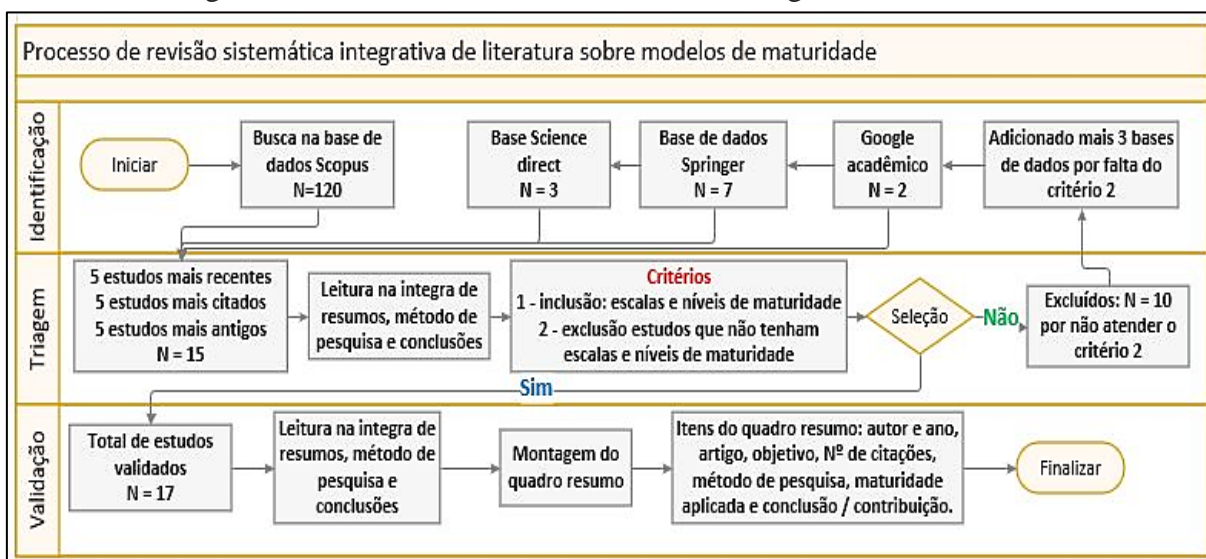 Processo de revisão sistemática integrativa de literatura sobre modelos de maturidade
Identificação
Iniciar
Busca na base de
dados Scopus
N=120
Base Science
direct
N = 3
Base de dados
Springer
N = 7
Google
acadêmico
N = 2
Adicionado mais 3 bases
de dados por falta do
critério 2
Triagem
5 estudos mais recentes
5 estudos mais citados
5 estudos mais antigos
N = 15
Leitura na integra de
resumos, método de
pesquisa e conclusões
Critérios
1 - inclusão: escalas e níveis de maturidade
2 - exclusão estudos que não tenham
escalas e níveis de maturidade
Seleção
Não
Excluídos: N = 10
por não atender o
critério 2
Sim
Validação
Total de estudos
validados
N = 17
Leitura na integra de
resumos, método de
pesquisa e
conclusões
Montagem do
quadro resumo
Itens do quadro resumo: autor e ano,
artigo, objetivo, Nº de citações,
método de pesquisa, maturidade
aplicada e conclusão / contribuição.
Finalizar